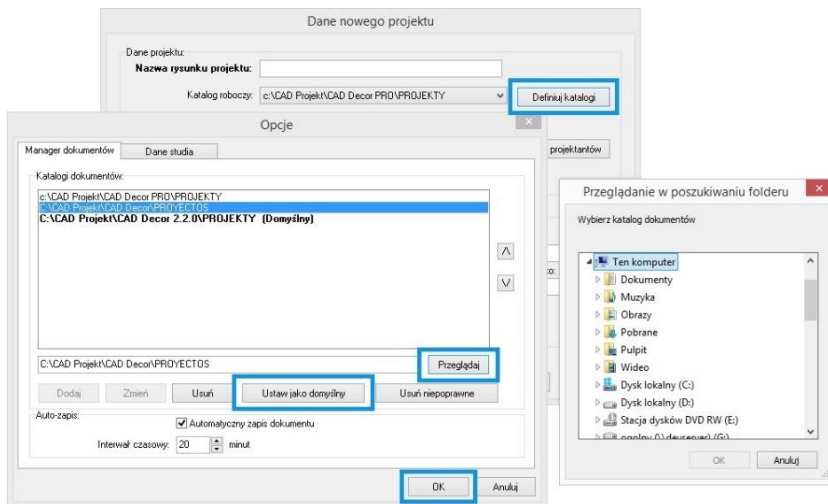 Dane nowego projektu
Dane projektu:
Nazwa rysunku projektu:
Katalog roboczy: c:\CAD Projekt\CAD Decor PRO\PROJEKTY
Definiuj katalogi
projektantów
Opcje
Manager dokumentów
Dane studia
Katalogi dokumentów:
c:\CAD Projekt\CAD Decor PRO\PROJEKTY
C:\CAD Projekt\CAD Decor\PROYECTOS
C:\CAD Projekt\CAD Decor 2.2.0\PROJEKTY (Domyślny)
/\
\/
C:\CAD Projekt\CAD Decor\PROYECTOS
Przeglądaj
Dodaj
Zmień
Usuń
Ustaw jako domyślny
Usuń niepoprawne
Auto-zapis:
Automatyczny zapis dokumentu
Interwał czasowy: 20 minut
OK
Anuluj
Przeglądanie w poszukiwaniu folderu
Wybierz katalog dokumentów
Ten komputer
Dokumenty
Muzyka
Obrazy
Pobrane
Pulpit
Wideo
Dysk lokalny (C:)
Dysk lokalny (D:)
Stacja dysków DVD RW (E:)
ogolny (\\devserver) (G:)
OK
Anuluj